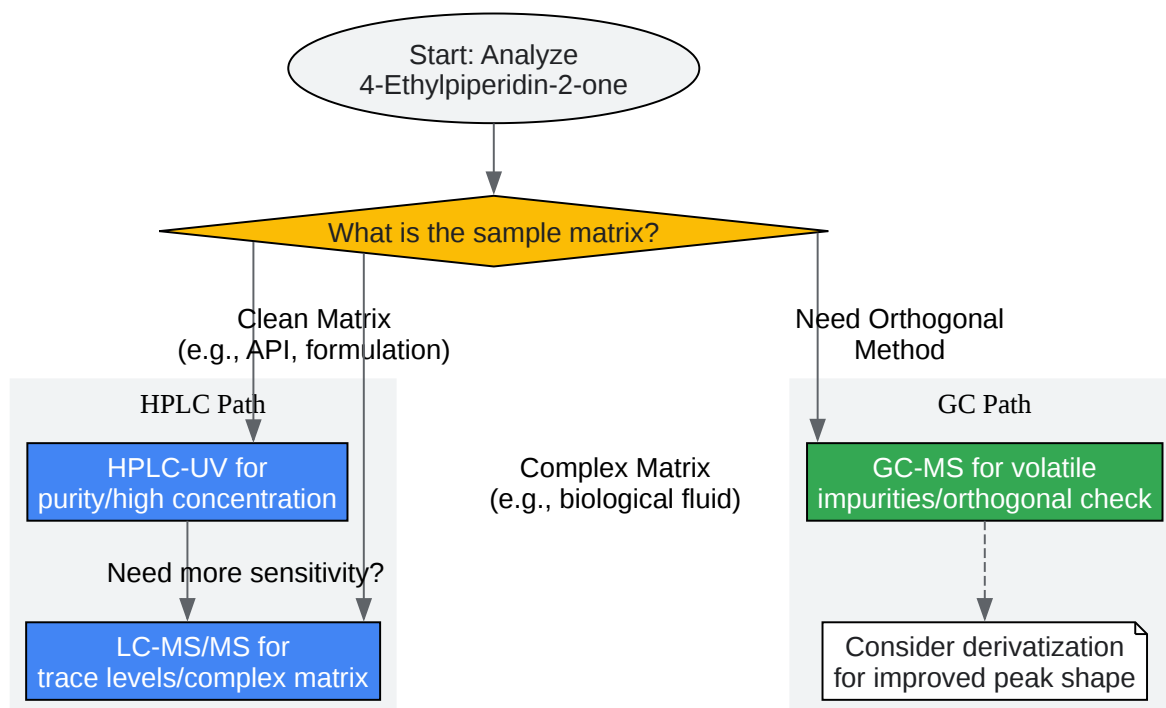 Start: Analyze
4-Ethylpiperidin-2-one
What is the sample matrix?
Clean Matrix
(e.g., API, formulation)
Need Orthogonal
Method
HPLC Path
GC Path
HPLC-UV for
purity/high concentration
Complex Matrix
(e.g., biological fluid)
GC-MS for volatile
impurities/orthogonal check
Need more sensitivity?
LC-MS/MS for
trace levels/complex matrix
Consider derivatization
for improved peak shape